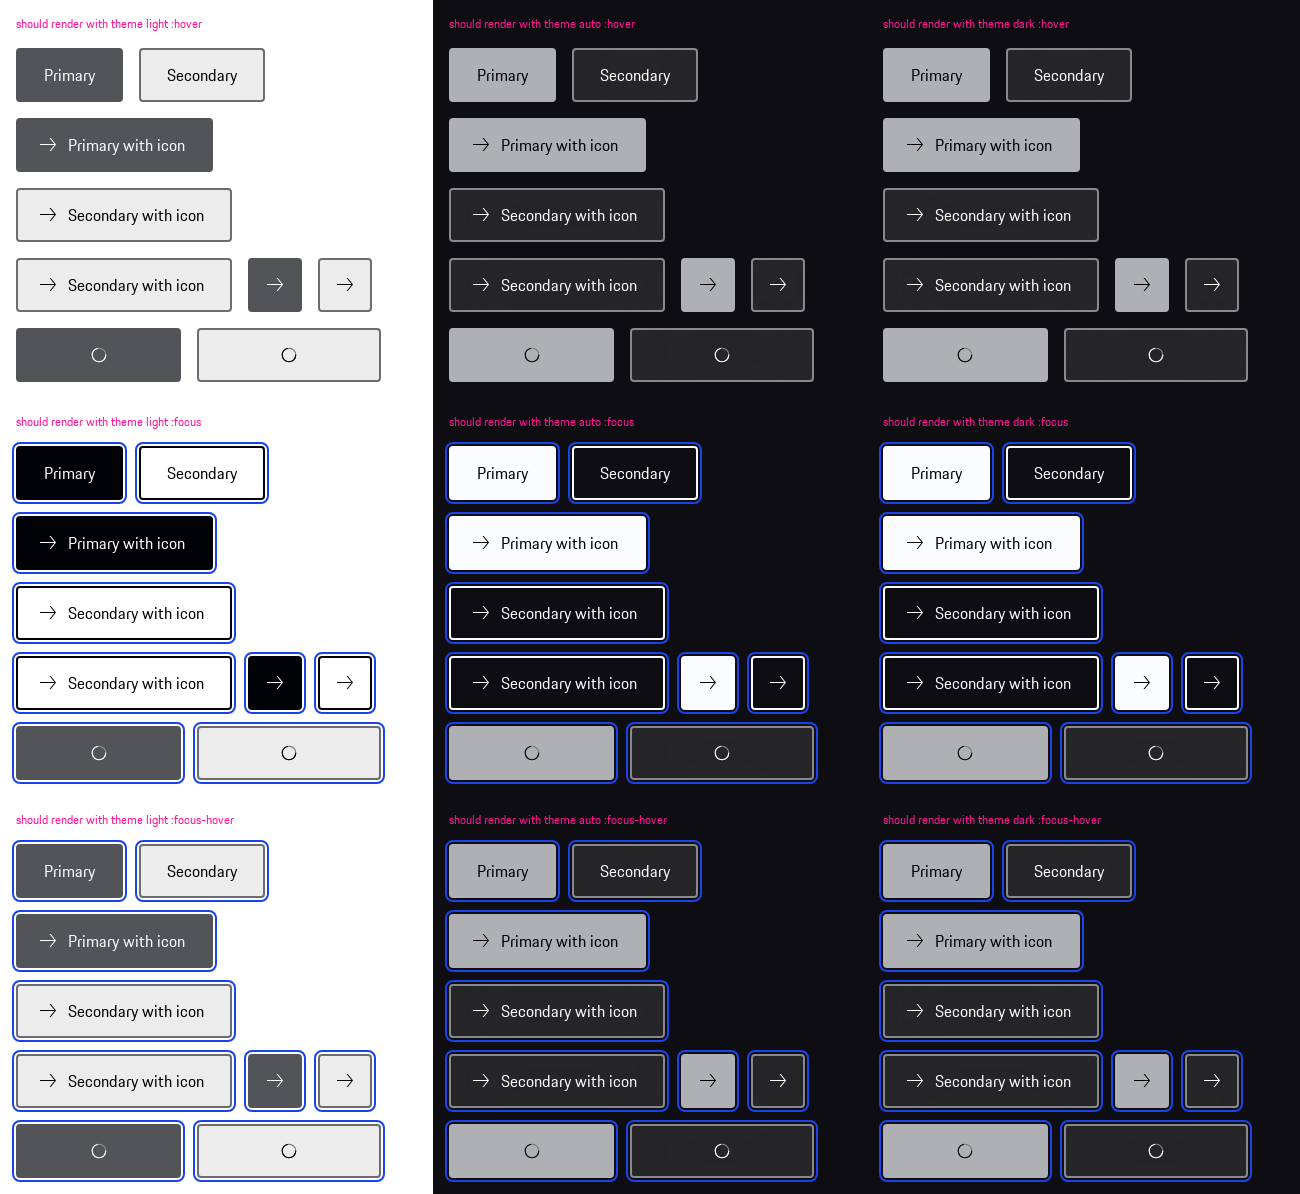 should render with theme light :hover
Primary
Secondary
Primary with icon
Secondary with icon
Secondary with icon
should render with theme auto :hover
Primary
Secondary
Primary with icon
Secondary with icon
Secondary with icon
should render with theme dark :hover
Primary
Secondary
Primary with icon
Secondary with icon
Secondary with icon
should render with theme light :focus
Primary
Secondary
Primary with icon
Secondary with icon
Secondary with icon
should render with theme auto :focus
Primary
Secondary
Primary with icon
Secondary with icon
Secondary with icon
should render with theme dark :focus
Primary
Secondary
Primary with icon
Secondary with icon
Secondary with icon
should render with theme light :focus-hover
Primary
Secondary
Primary with icon
Secondary with icon
Secondary with icon
should render with theme auto :focus-hover
Primary
Secondary
Primary with icon
Secondary with icon
Secondary with icon
should render with theme dark :focus-hover
Primary
Secondary
Primary with icon
Secondary with icon
Secondary with icon